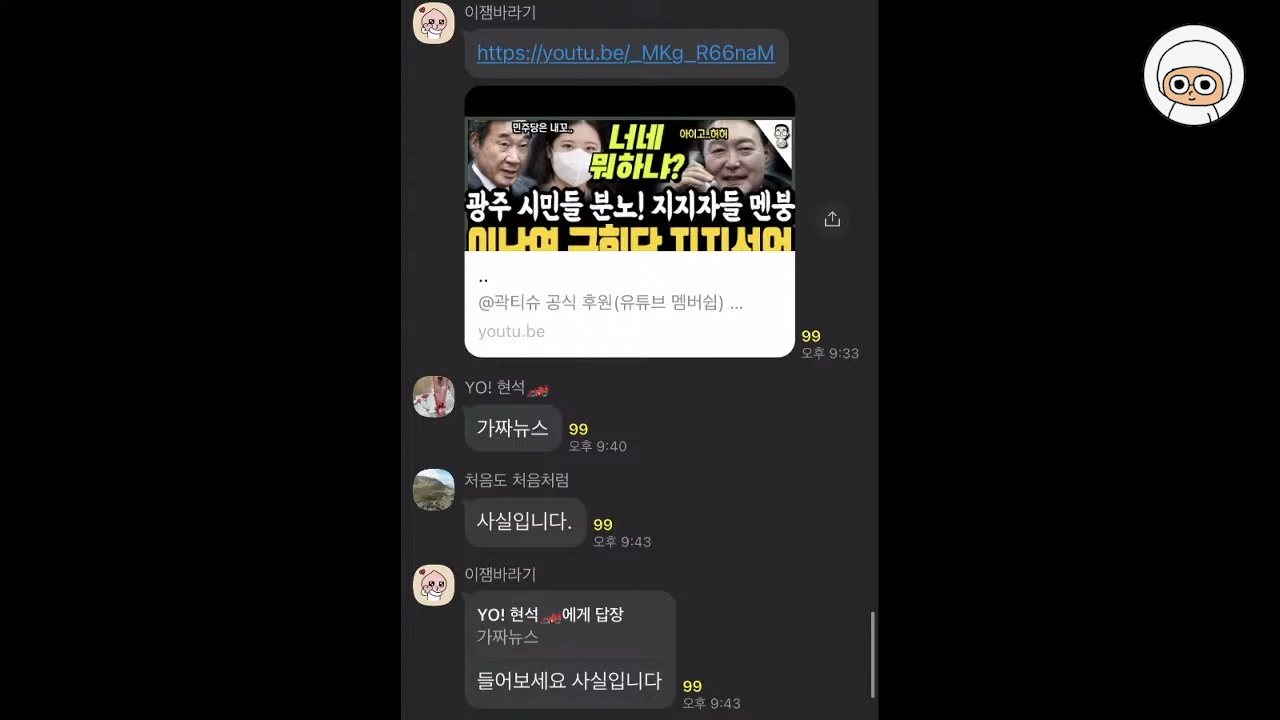 이잼바라기
https://youtu.be/_MKg_R66naM
민주당은 내꼬..
너네
뭐하냐?
아이고..허허
광주 시민들 분노! 지지자들 멘붕
..
@곽티슈 공식 후원(유튜브 멤버쉽) ...
youtu.be
99
오후 9:33
YO! 현석
가짜뉴스
99
오후 9:40
처음도 처음처럼
사실입니다.
99
오후 9:43
이잼바라기
YO! 현석에게 답장
가짜뉴스
들어보세요 사실입니다
99
오후 9:43